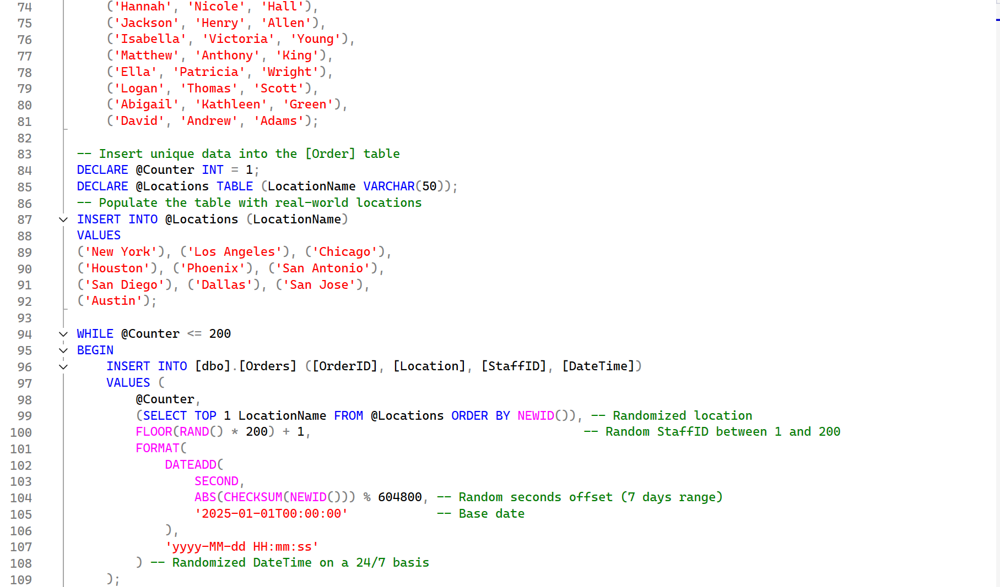 74 ('Hannah', 'Nicole', 'Hall'),
75 ('Jackson', 'Henry', 'Allen'),
76 ('Isabella', 'Victoria', 'Young'),
77 ('Matthew', 'Anthony', 'King'),
78 ('Ella', 'Patricia', 'Wright'),
79 ('Logan', 'Thomas', 'Scott'),
80 ('Abigail', 'Kathleen', 'Green'),
81 ('David', 'Andrew', 'Adams');
82
83 -- Insert unique data into the [Order] table
84 DECLARE @Counter INT = 1;
85 DECLARE @Locations TABLE (LocationName VARCHAR(50));
86 -- Populate the table with real-world locations
87 INSERT INTO @Locations (LocationName)
88 VALUES
89 ('New York'), ('Los Angeles'), ('Chicago'),
90 ('Houston'), ('Phoenix'), ('San Antonio'),
91 ('San Diego'), ('Dallas'), ('San Jose'),
92 ('Austin');
93
94 WHILE @Counter <= 200
95 BEGIN
96 INSERT INTO [dbo].[Orders] ([OrderID], [Location], [StaffID], [DateTime])
97 VALUES (
98 @Counter,
99 (SELECT TOP 1 LocationName FROM @Locations ORDER BY NEWID()), -- Randomized location
100 FLOOR(RAND() * 200) + 1, -- Random StaffID between 1 and 200
101 FORMAT(
102 DATEADD(
103 SECOND,
104 ABS(CHECKSUM(NEWID())) % 604800, -- Random seconds offset (7 days range)
105 '2025-01-01T00:00:00' -- Base date
106 ),
107 'yyyy-MM-dd HH:mm:ss'
108 ) -- Randomized DateTime on a 24/7 basis
109 );